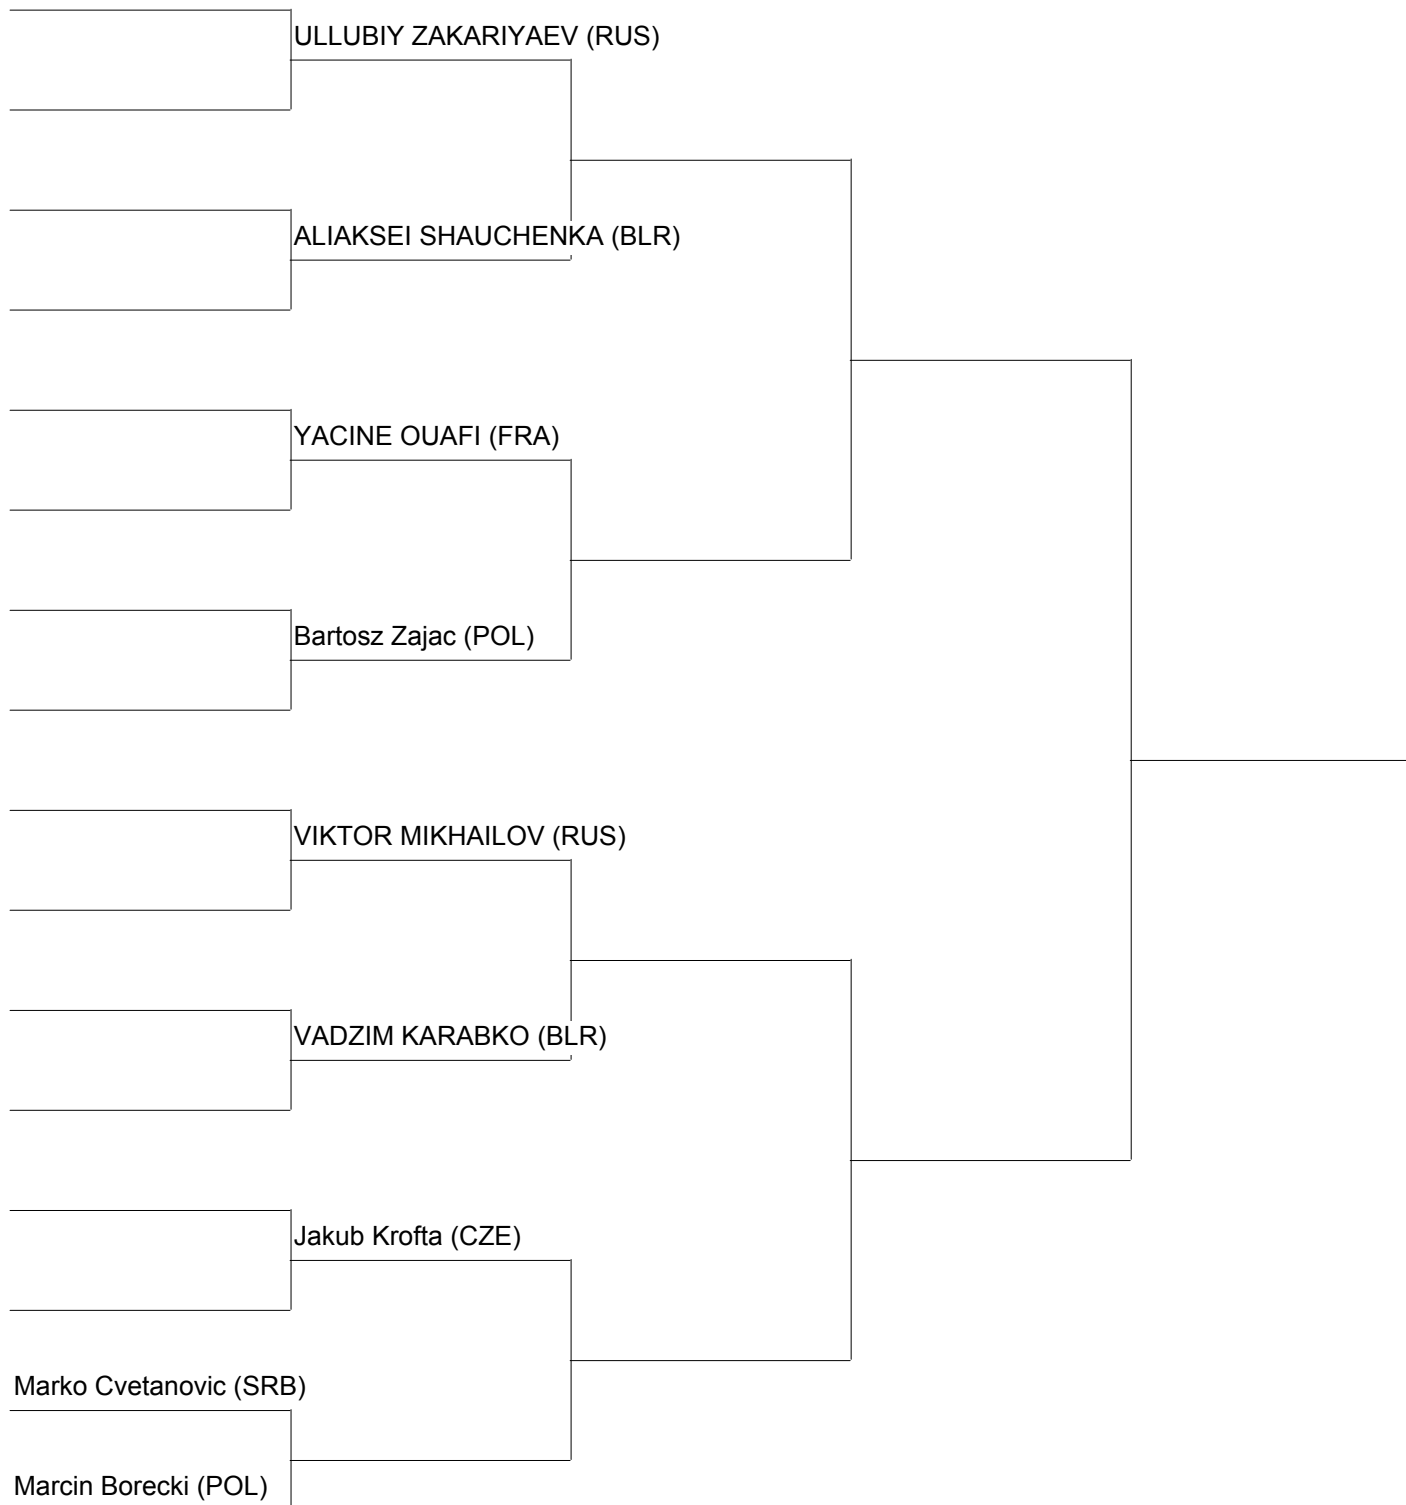 ULLUBIY ZAKARIYAEV (RUS)
ALIAKSEI SHAUCHENKA (BLR)
YACINE OUAFI (FRA)
Bartosz Zajac (POL)
VIKTOR MIKHAILOV (RUS)
VADZIM KARABKO (BLR)
Jakub Krofta (CZE)
Marko Cvetanovic (SRB)
Marcin Borecki (POL)